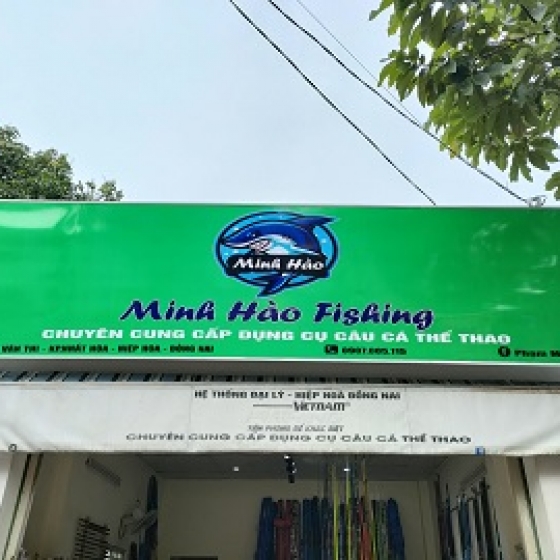 Minh Hào
Minh Hào Fishing
CHUYÊN CUNG CẤP DỤNG CỤ CÂU CÁ THỂ THAO
VĂN THI - KP.NHẤT HÒA - HIỆP HÒA - ĐỒNG NAI
Phạm M
HỆ THỐNG ĐẠI LÝ - HIỆP HOÀ ĐỒNG NAI
VIETNAM
CHUYÊN CUNG CẤP DỤNG CỤ CÂU CÁ THỂ THAO